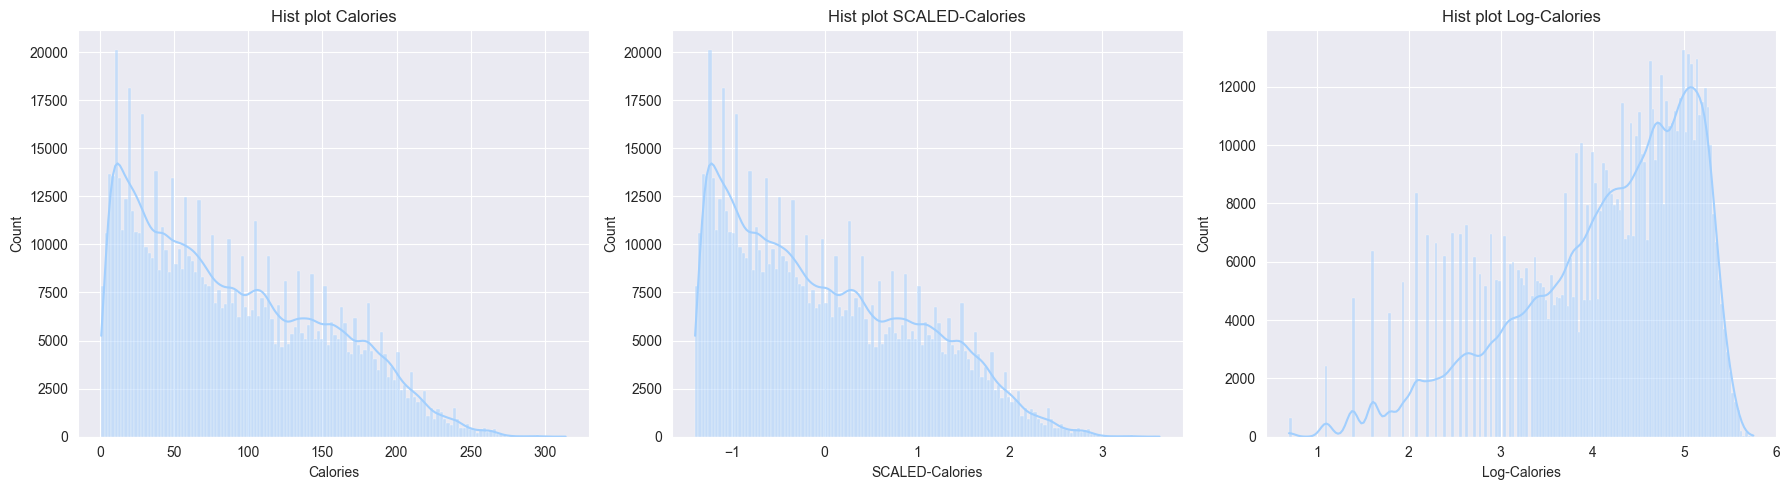 Hist plot Calories
20000
17500
15000
12500
10000
7500
5000
2500
0
Count
0 50 100 150 200 250 300
Calories
Hist plot SCALED-Calories
20000
17500
15000
12500
10000
7500
5000
2500
0
Count
−1 0 1 2 3
SCALED-Calories
Hist plot Log-Calories
12000
10000
8000
6000
4000
2000
0
Count
1 2 3 4 5 6
Log-Calories